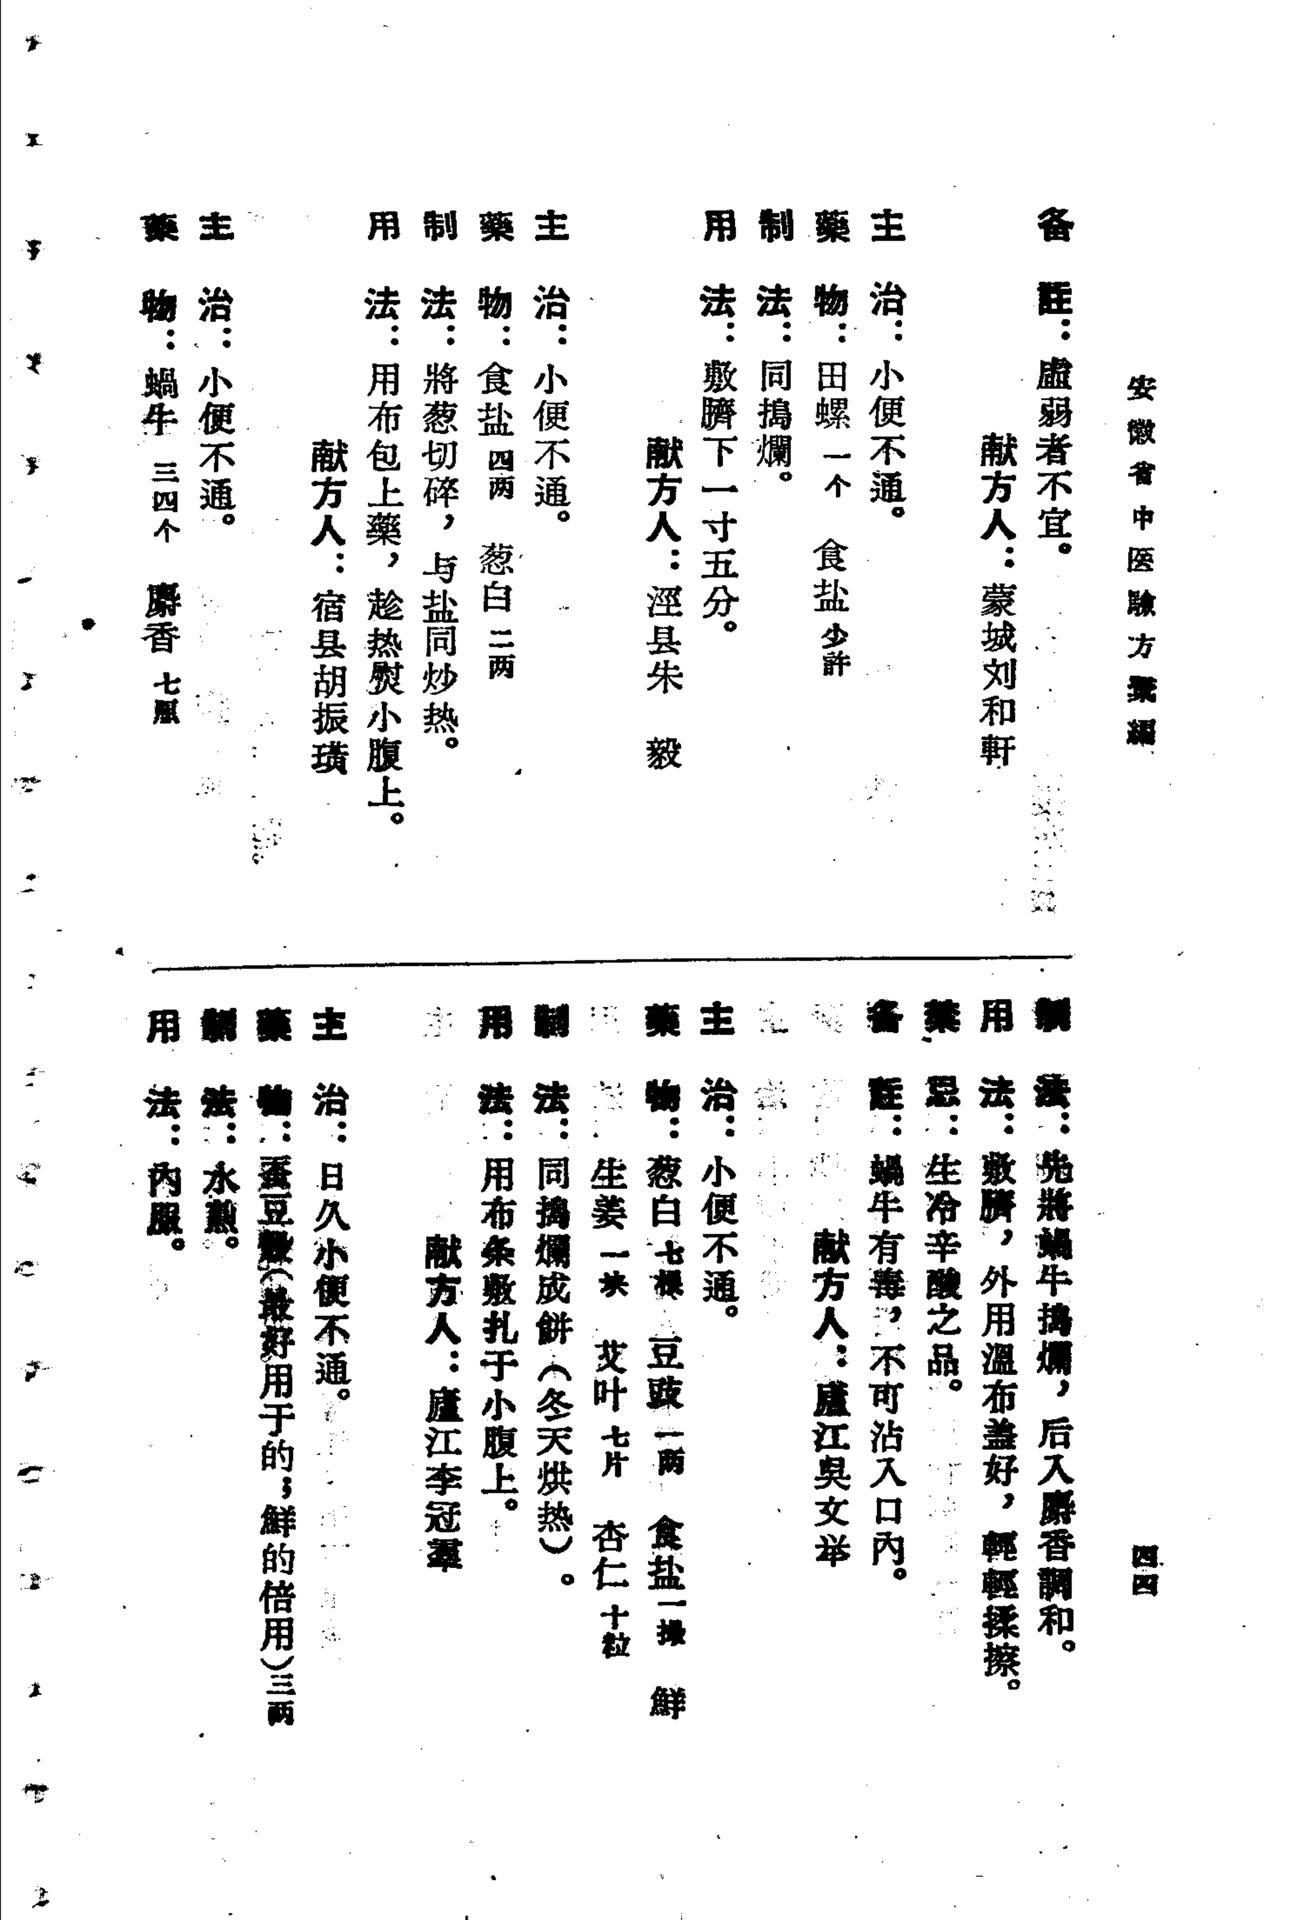 安徽省中医驗方彙編
备註：虛弱者不宜。
献方人：蒙城刘和軒
主治：小便不通。
藥物：田螺一个　食盐少許
制法：同搗爛。
用法：敷臍下一寸五分。
献方人：涇县朱　毅
主治：小便不通。
藥物：食盐四两　葱白二两
制法：將葱切碎，与盐同炒热。
用法：用布包上藥，趁热熨小腹上。
献方人：宿县胡振璜
主治：小便不通。
藥物：蝸牛三四个　麝香七厘
制法：先將蝸牛搗爛，后入麝香調和。
用法：敷臍，外用溫布盖好，輕輕揉擦。
禁忌：生冷辛酸之品。
备註：蝸牛有毒，不可沾入口內。
献方人：廬江吳文举
主治：小便不通。
藥物：葱白七棵　豆豉一两　食盐一撮　鮮
生姜一块　艾叶七片　杏仁十粒
制法：同搗爛成餅（冬天烘热）。
用法：用布条敷扎于小腹上。
献方人：廬江李冠羣
主治：日久小便不通。
藥物：蚕豆殼（最好用于的；鮮的倍用）三两
制法：水煎。
用法：內服。
四四